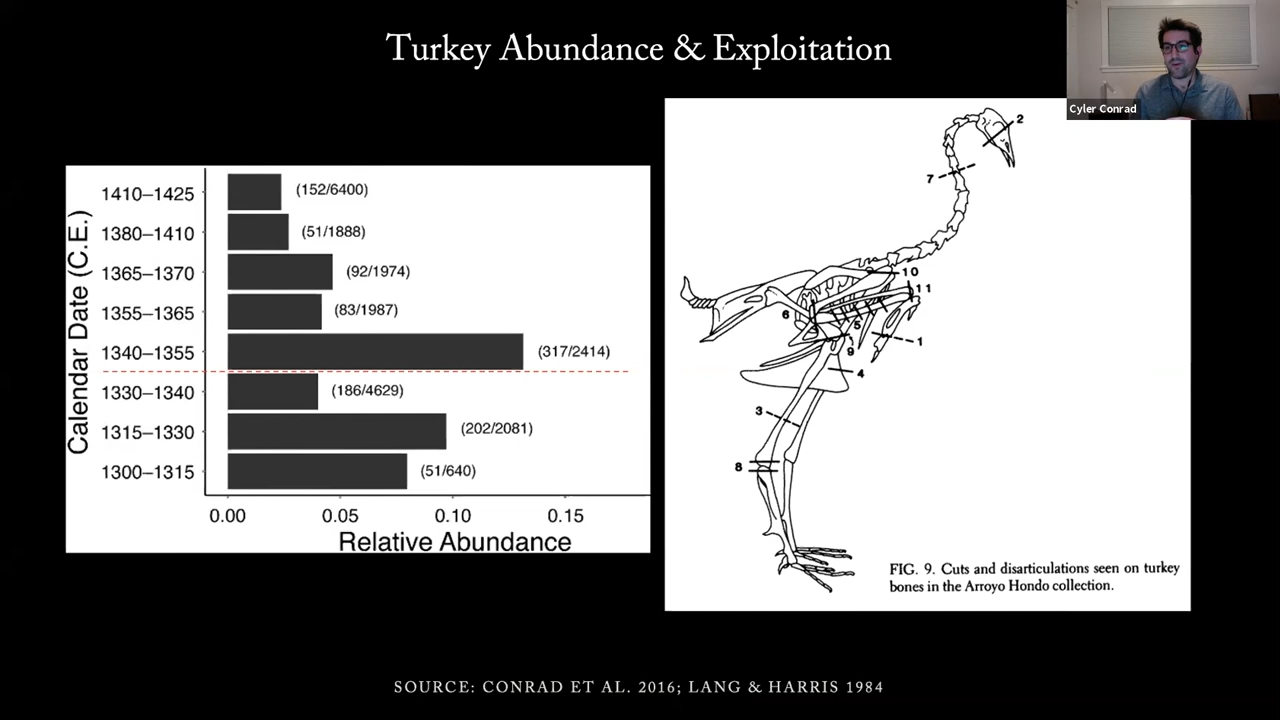 Turkey Abundance & Exploitation
Cyler Conrad
Calendar Date (C.E.)
1410–1425 (152/6400)
1380–1410 (51/1888)
1365–1370 (92/1974)
1355–1365 (83/1987)
1340–1355 (317/2414)
1330–1340 (186/4629)
1315–1330 (202/2081)
1300–1315 (51/640)
0.00 0.05 0.10 0.15
Relative Abundance
2
7
10
11
6
5
1
9
4
3
8
FIG. 9. Cuts and disarticulations seen on turkey
bones in the Arroyo Hondo collection.
SOURCE: CONRAD ET AL. 2016; LANG & HARRIS 1984